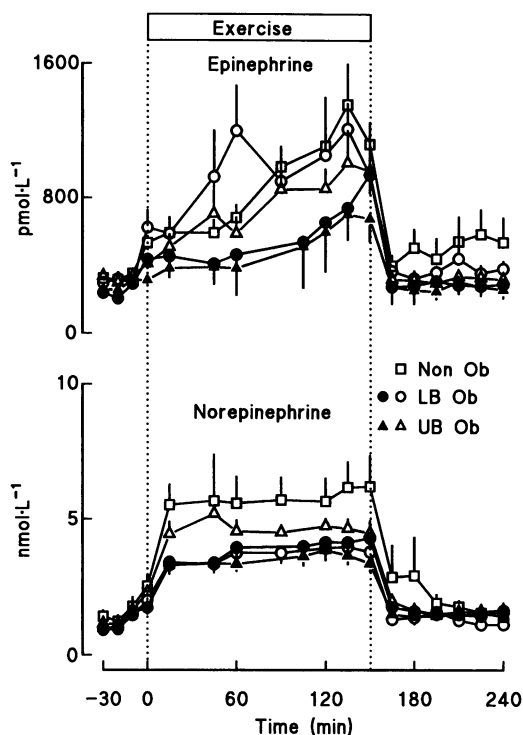 Exercise
Epinephrine
1600
800
0
pmol·L⁻¹
Non Ob
LB Ob
UB Ob
Norepinephrine
10
5
0
nmol·L⁻¹
-30 0 60 120 180 240
Time (min)